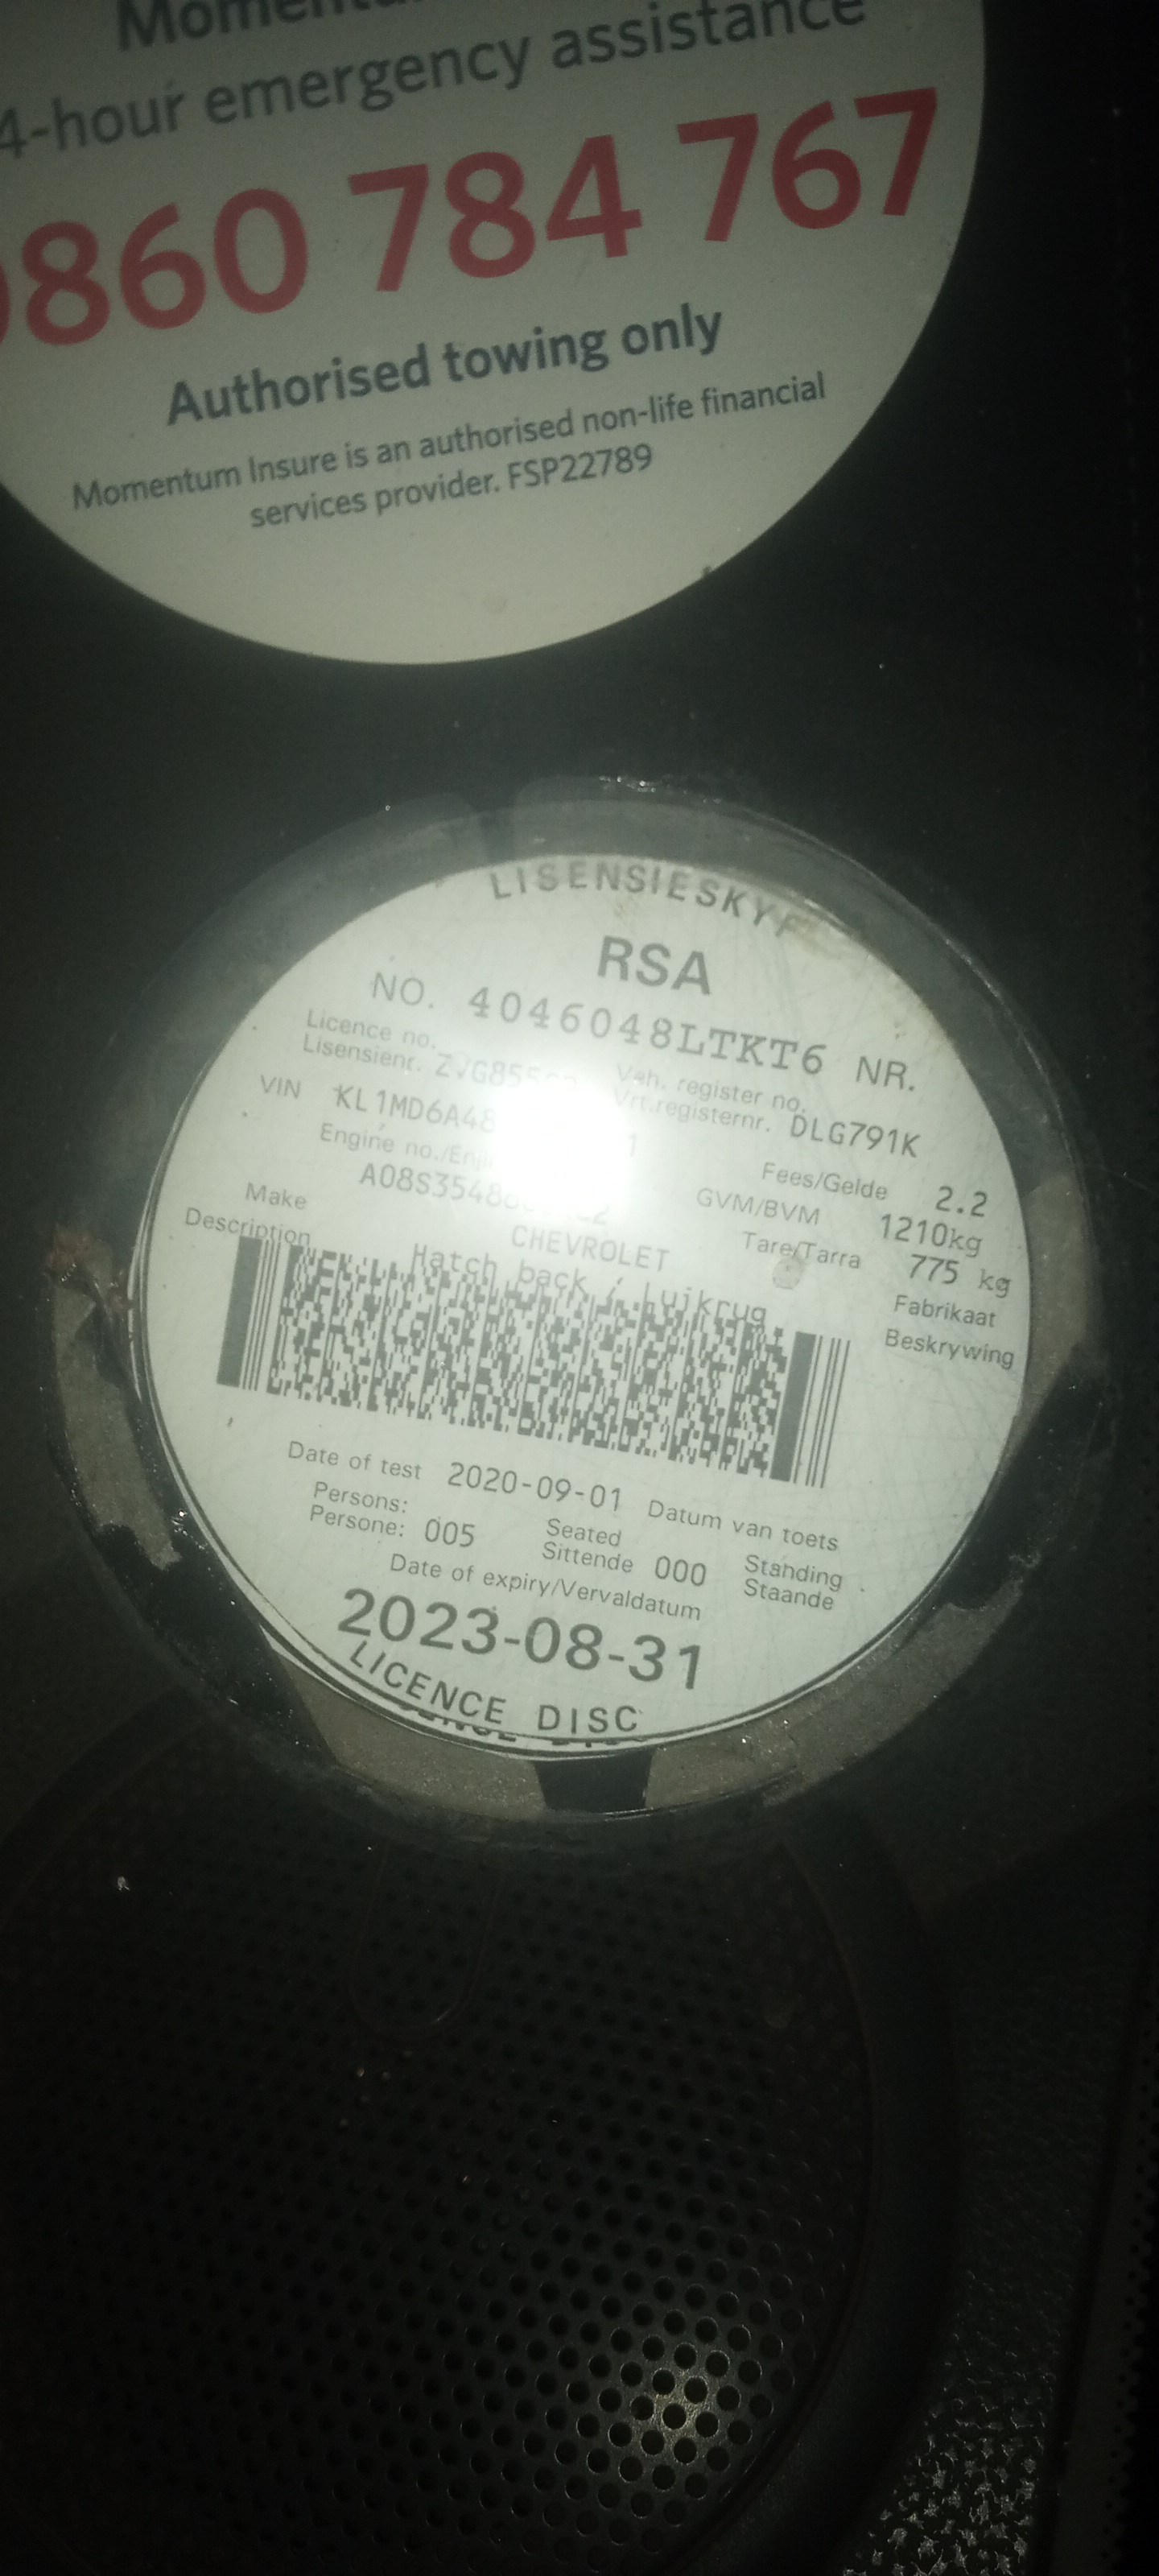 4-hour emergency assistance
860 784 767
Authorised towing only
Momentum Insure is an authorised non-life financial
services provider. FSP22789
LISENSIESKYF
RSA
NO. 4046048LTKT6 NR.
Licence no. Veh. register no.
Lisensienr. Vrt.registernr. DLG791K
VIN
Fees/Gelde 2.2
GVM/BVM 1210kg
Tare/Tarra 775 kg
Make CHEVROLET Fabrikaat
Description Hatch back / Luikrug Beskrywing
Date of test 2020-09-01 Datum van toets
Persons: Seated Standing
Persone: 005 Sittende 000 Staande
Date of expiry/Vervaldatum
2023-08-31
LICENCE DISC